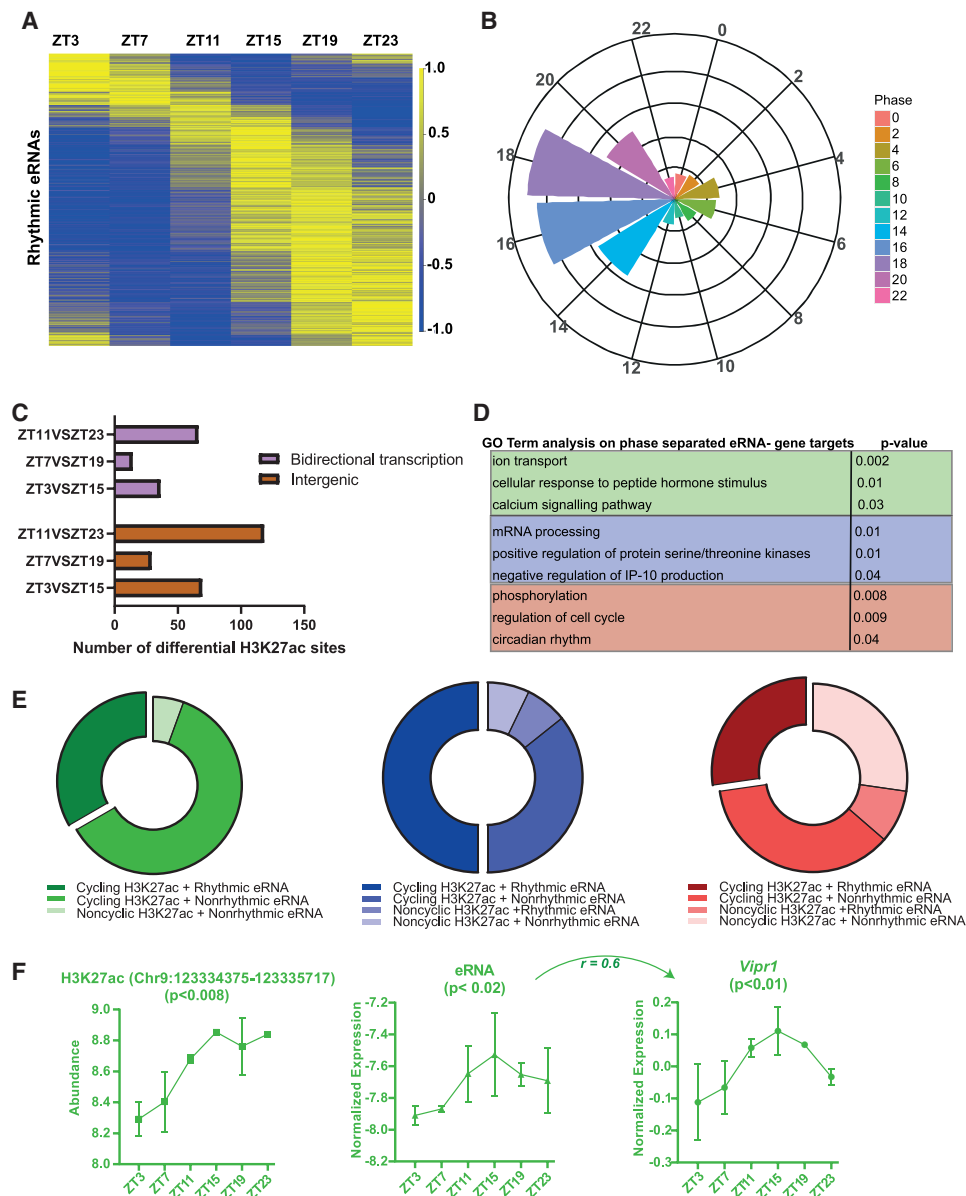 A
ZT3 ZT7 ZT11 ZT15 ZT19 ZT23
Rhythmic eRNAs
1.0
0.5
0
-0.5
-1.0
B
0
2
4
6
8
10
12
14
16
18
20
22
Phase
0
2
4
6
8
10
12
14
16
18
20
22
C
ZT11VSZT23
ZT7VSZT19
ZT3VSZT15
ZT11VSZT23
ZT7VSZT19
ZT3VSZT15
0 50 100 150
Number of differential H3K27ac sites
Bidirectional transcription
Intergenic
D
GO Term analysis on phase separated eRNA- gene targets p-value
ion transport 0.002
cellular response to peptide hormone stimulus 0.01
calcium signalling pathway 0.03
mRNA processing 0.01
positive regulation of protein serine/threonine kinases 0.01
negative regulation of IP-10 production 0.04
phosphorylation 0.008
regulation of cell cycle 0.009
circadian rhythm 0.04
E
Cycling H3K27ac + Rhythmic eRNA
Cycling H3K27ac + Nonrhythmic eRNA
Noncyclic H3K27ac + Nonrhythmic eRNA
Cycling H3K27ac + Rhythmic eRNA
Cycling H3K27ac + Nonrhythmic eRNA
Noncyclic H3K27ac +Rhythmic eRNA
Noncyclic H3K27ac + Nonrhythmic eRNA
Cycling H3K27ac + Rhythmic eRNA
Cycling H3K27ac + Nonrhythmic eRNA
Noncyclic H3K27ac +Rhythmic eRNA
Noncyclic H3K27ac + Nonrhythmic eRNA
F
H3K27ac (Chr9:123334375-123335717)
(p<0.008)
Abundance
9.0
8.8
8.6
8.4
8.2
8.0
ZT3 ZT7 ZT11 ZT15 ZT19 ZT23
eRNA
(p< 0.02)
r = 0.6
Normalized Expression
-7.2
-7.4
-7.6
-7.8
-8.0
-8.2
ZT3 ZT7 ZT11 ZT15 ZT19 ZT23
Vipr1
(p<0.01)
Normalized Expression
0.2
0.1
0.0
-0.1
-0.2
-0.3
ZT3 ZT7 ZT11 ZT15 ZT19 ZT23